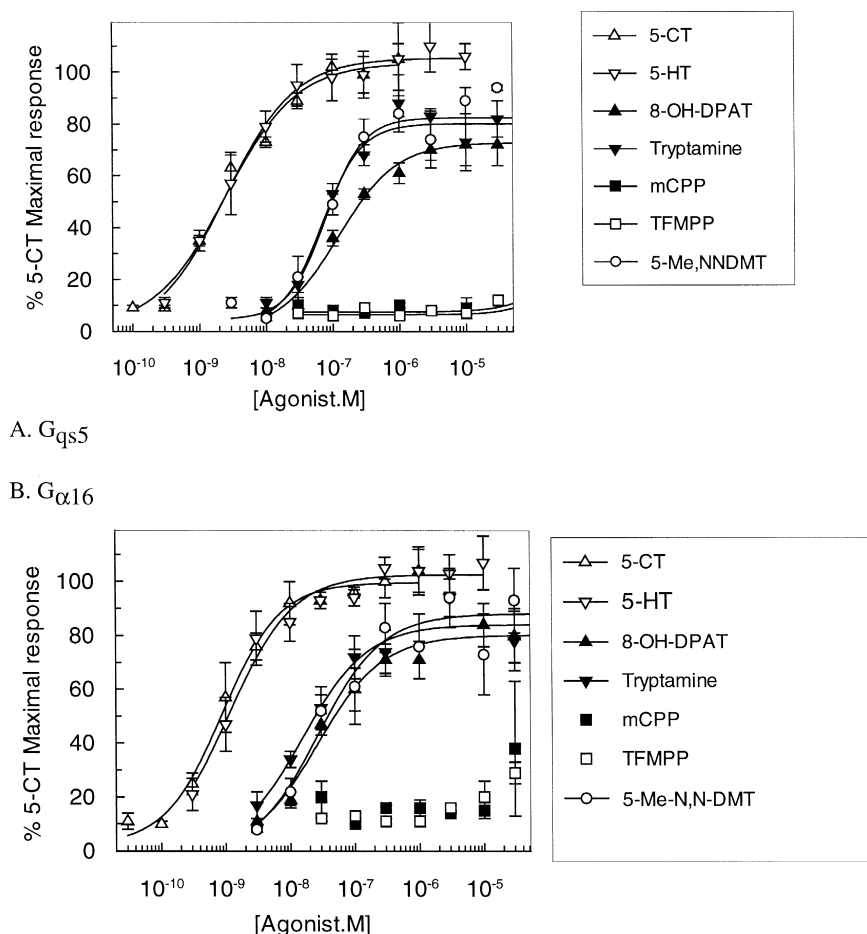 % 5-CT Maximal response
100
80
60
40
20
0
10-10
10-9
10-8
10-7
10-6
10-5
[Agonist.M]
5-CT
5-HT
8-OH-DPAT
Tryptamine
mCPP
TFMPP
5-Me,NNDMT
A. Gqs5
B. Gα16
% 5-CT Maximal response
100
80
60
40
20
0
10-10
10-9
10-8
10-7
10-6
10-5
[Agonist.M]
5-CT
5-HT
8-OH-DPAT
Tryptamine
mCPP
TFMPP
5-Me-N,N-DMT